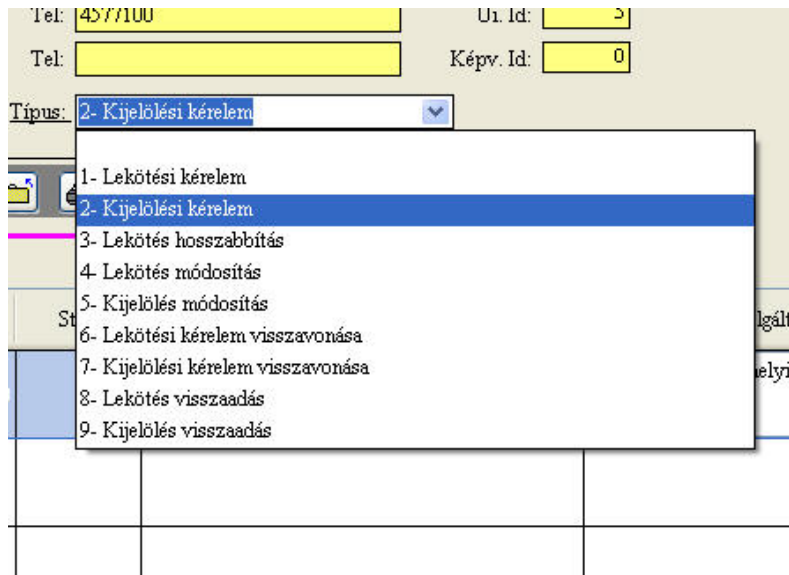 Tel: 4577100 Üi. Id: 3
Tel: Képv. Id: 0
Típus: 2- Kijelölési kérelem
1- Lekötési kérelem
2- Kijelölési kérelem
3- Lekötés hosszabbítás
4- Lekötés módosítás
5- Kijelölés módosítás
6- Lekötési kérelem visszavonása
7- Kijelölési kérelem visszavonása
8- Lekötés visszaadás
9- Kijelölés visszaadás